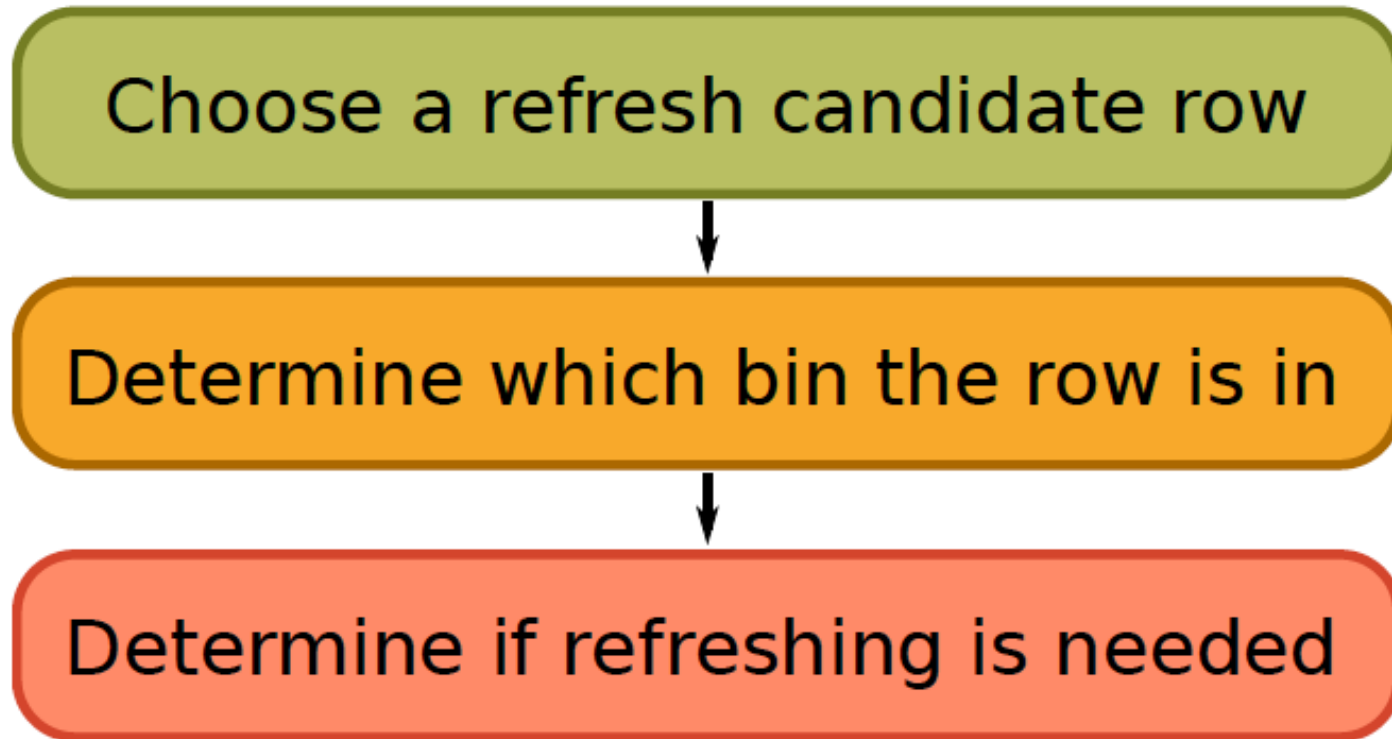 Choose a refresh candidate row
Determine which bin the row is in
Determine if refreshing is needed